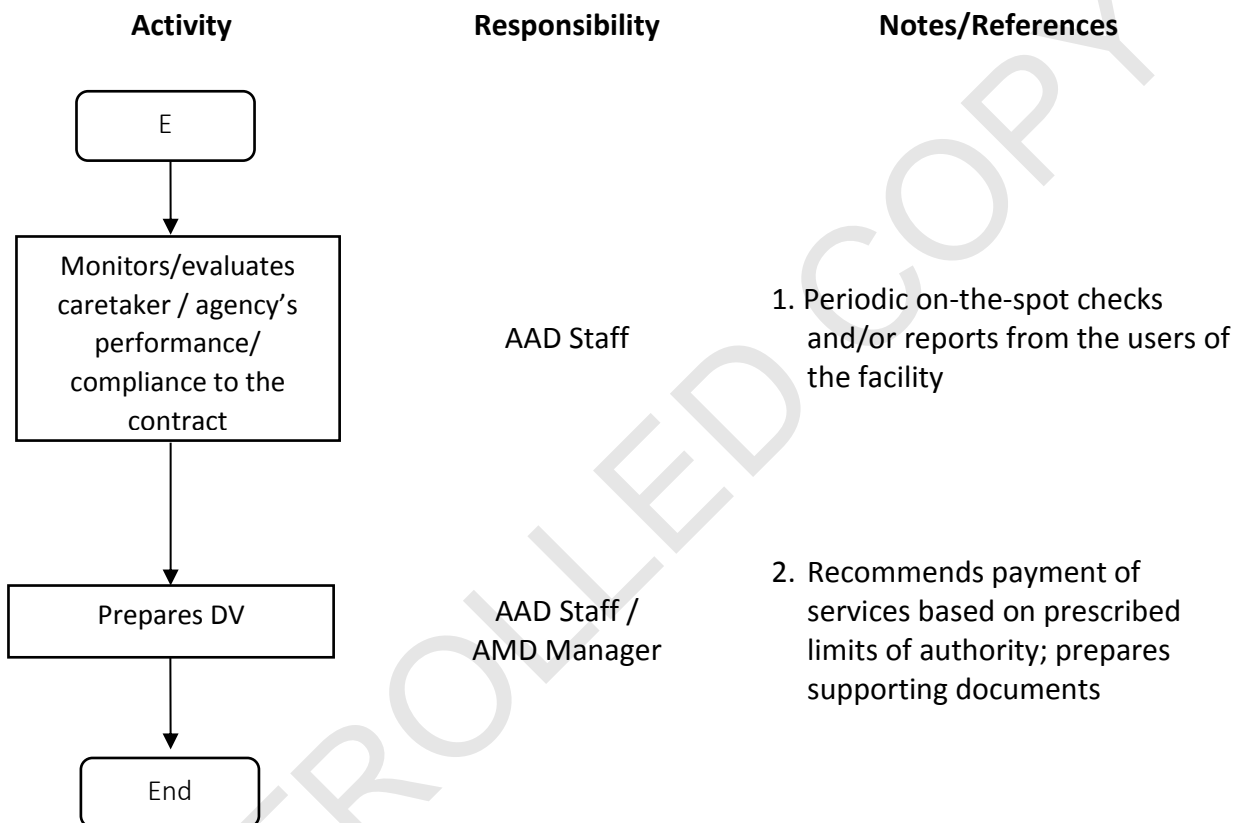 Activity Responsibility Notes/References
E
Monitors/evaluates
caretaker / agency’s
performance/
compliance to the
contract
AAD Staff
1. Periodic on-the-spot checks
and/or reports from the users of
the facility
Prepares DV
AAD Staff /
AMD Manager
2. Recommends payment of
services based on prescribed
limits of authority; prepares
supporting documents
End
TROLLED COPY